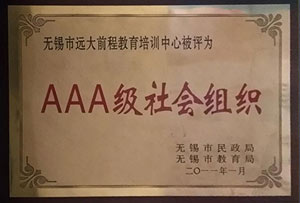 无锡市远大前程教育培训中心被评为
AAA级社会组织
无锡市民政局
无锡市教育局
二〇一一年一月